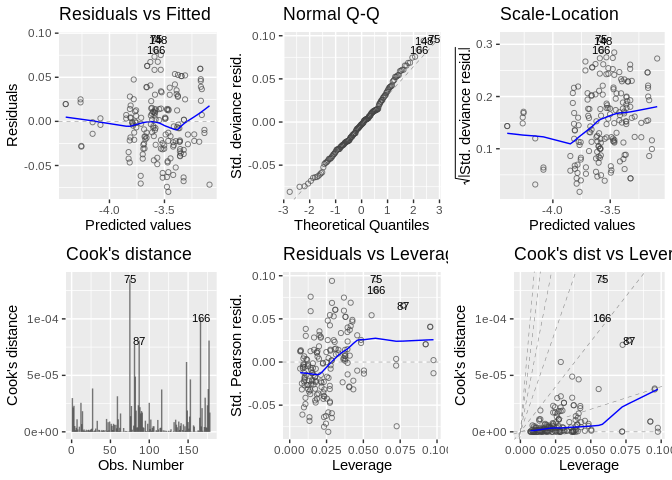 Residuals vs Fitted
Residuals
0.10
0.05
0.00
-0.05
75
148
166
-4.0
-3.5
Predicted values
Normal Q-Q
Std. deviance resid.
0.10
0.05
0.00
-0.05
148
75
166
-3
-2
-1
0
1
2
3
Theoretical Quantiles
Scale-Location
√|Std. deviance resid.|
0.3
0.2
0.1
75
148
166
-4.0
-3.5
Predicted values
Cook's distance
Cook's distance
1e-04
5e-05
0e+00
75
166
87
0
50
100
150
Obs. Number
Residuals vs Leverag
Std. Pearson resid.
0.10
0.05
0.00
-0.05
75
166
87
0.000
0.025
0.050
0.075
0.100
Leverage
Cook's dist vs Lever
Cook's distance
1e-04
5e-05
0e+00
75
166
87
0.000
0.025
0.050
0.075
0.100
Leverage